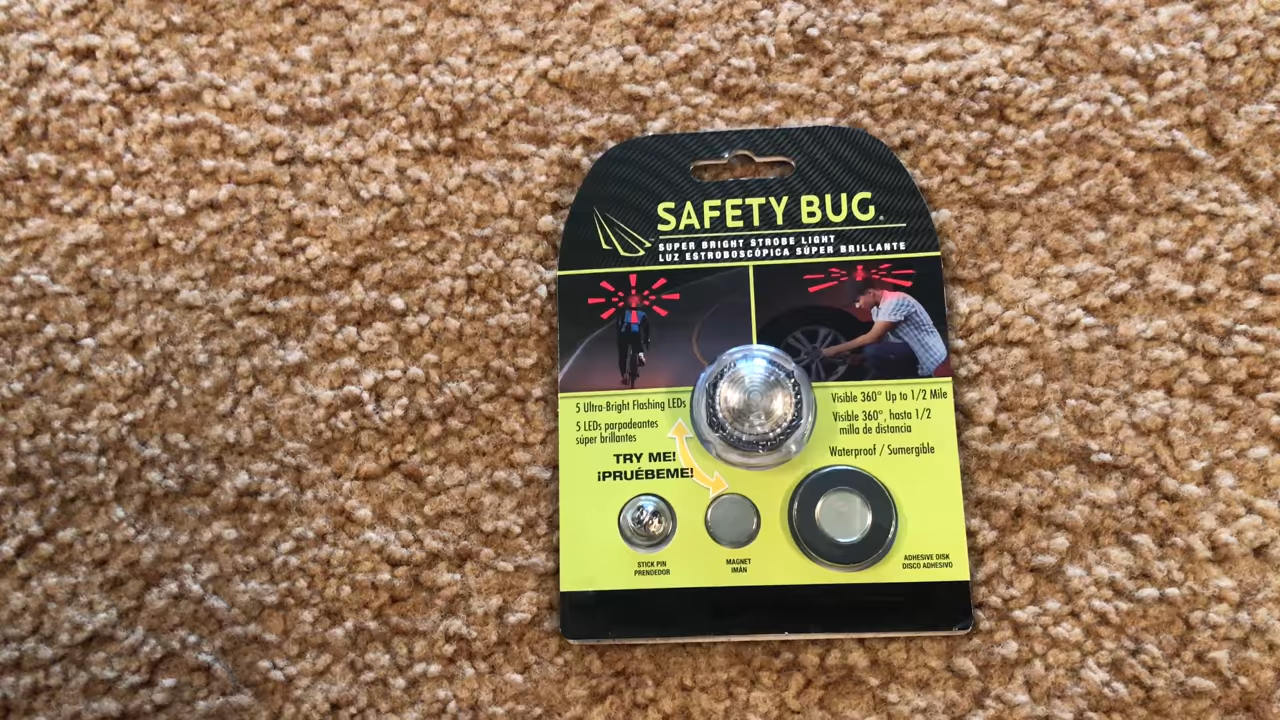 SAFETY BUG®
SUPER BRIGHT STROBE LIGHT
LUZ ESTROBOSCÓPICA SÚPER BRILLANTE
5 Ultra-Bright Flashing LEDs
5 LEDs parpadeantes
súper brillantes
TRY ME!
¡PRUÉBEME!
Visible 360° Up to 1/2 Mile
Visible 360°, hasta 1/2
milla de distancia
Waterproof / Sumergible
STICK PIN
PRENDEDOR
MAGNET
IMÁN
ADHESIVE DISK
DISCO ADHESIVO